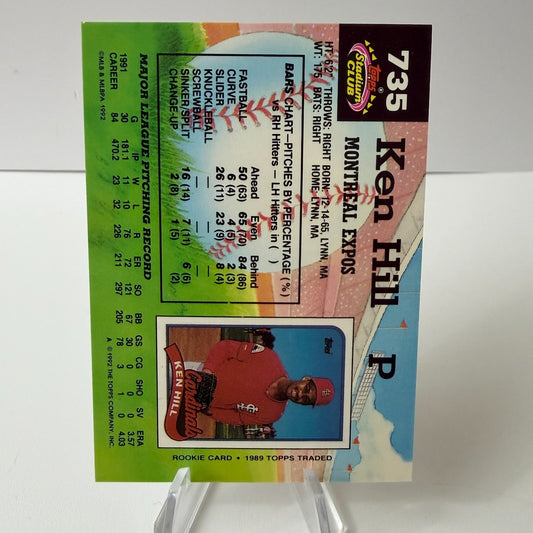 735
Topps
Stadium
CLUB
Ken Hill P
MONTREAL EXPOS
HT: 6'2" THROWS: RIGHT BORN: 12-14-65, LYNN, MA
WT: 175 BATS: RIGHT HOME: LYNN, MA
BARS CHART—PITCHES BY PERCENTAGE (%)
vs RH Hitters — LH Hitters in ( )
Ahead Even Behind
FASTBALL 50 (63) 65 (70) 84 (86)
CURVE 6 (4) 4 (5) 2 (3)
SLIDER 26 (11) 23 (9) 8 (4)
KNUCKLEBALL — — —
SCREWBALL — — —
SINKER/SPLIT 16 (14) 7 (11) 6 (6)
CHANGE-UP 2 (8) 1 (5) (2)
MAJOR LEAGUE PITCHING RECORD
G IP W L R ER SO BB GS CG SHO SV ERA
1991 30 181.1 11 10 76 72 121 67 30 0 0 0 3.57
CAREER 84 470.2 23 32 226 211 297 205 78 3 1 0 4.03
©MLB & MLBPA 1992
A ©1992 THE TOPPS COMPANY, INC.
Topps
Cardinals
KEN HILL
ROOKIE CARD • 1989 TOPPS TRADED